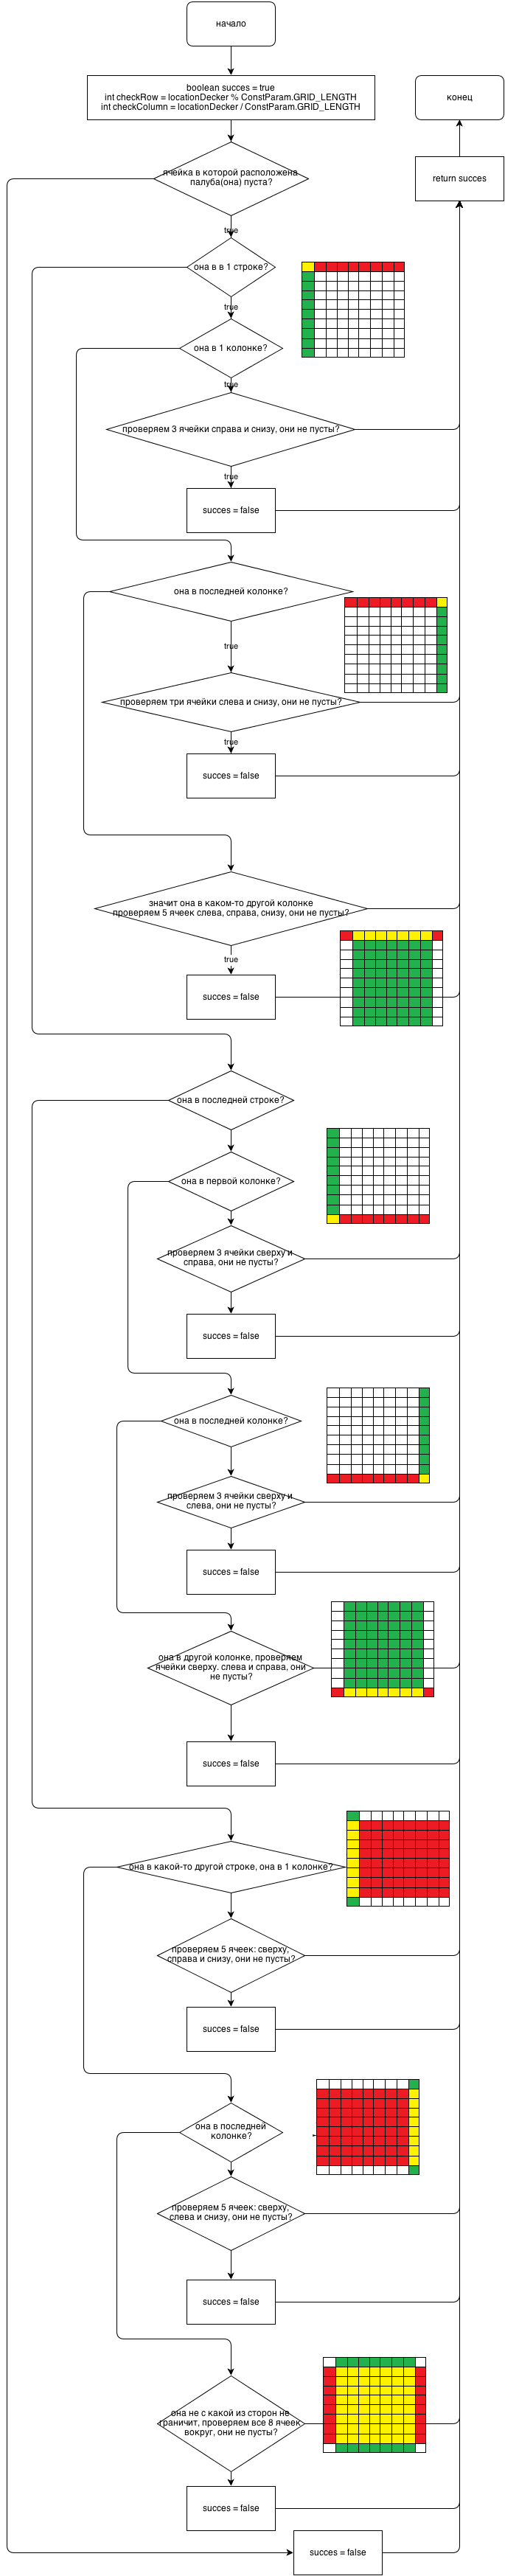 начало
boolean succes = true
int checkRow = locationDecker % ConstParam.GRID_LENGTH
int checkColumn = locationDecker / ConstParam.GRID_LENGTH
конец
return succes
ячейка в которой расположена
палуба(она) пуста?
true
она в в 1 строке?
true
она в 1 колонке?
true
проверяем 3 ячейки справа и снизу, они не пусты?
true
succes = false
она в последней колонке?
true
проверяем три ячейки слева и снизу, они не пусты?
true
succes = false
значит она в каком-то другой колонке
проверяем 5 ячеек слева, справа, снизу, они не пусты?
true
succes = false
она в последней строке?
она в первой колонке?
проверяем 3 ячейки сверху и
справа, они не пусты?
succes = false
она в последней колонке?
проверяем 3 ячейки сверху и
слева, они не пусты?
succes = false
она в другой колонке, проверяем
ячейки сверху. слева и справа, они
не пусты?
succes = false
она в какой-то другой строке, она в 1 колонке?
проверяем 5 ячеек: сверху,
справа и снизу, они не пусты?
succes = false
она в последней
колонке?
проверяем 5 ячеек: сверху,
слева и снизу, они не пусты?
succes = false
она не с какой из сторон не
граничит, проверяем все 8 ячеек
вокруг, они не пусты?
succes = false
succes = false